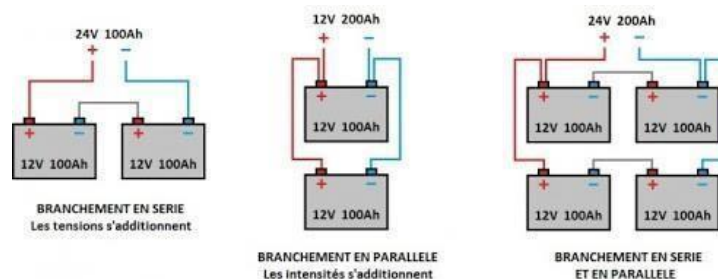 24V 100Ah
+ −
+ − + −
12V 100Ah 12V 100Ah
BRANCHEMENT EN SERIE
Les tensions s'additionnent
12V 200Ah
+ −
+ −
12V 100Ah
+ −
12V 100Ah
BRANCHEMENT EN PARALLELE
Les intensités s'additionnent
24V 200Ah
+ −
+ − + −
12V 100Ah 12V 100Ah
+ − + −
12V 100Ah 12V 100Ah
BRANCHEMENT EN SERIE
ET EN PARALLELE